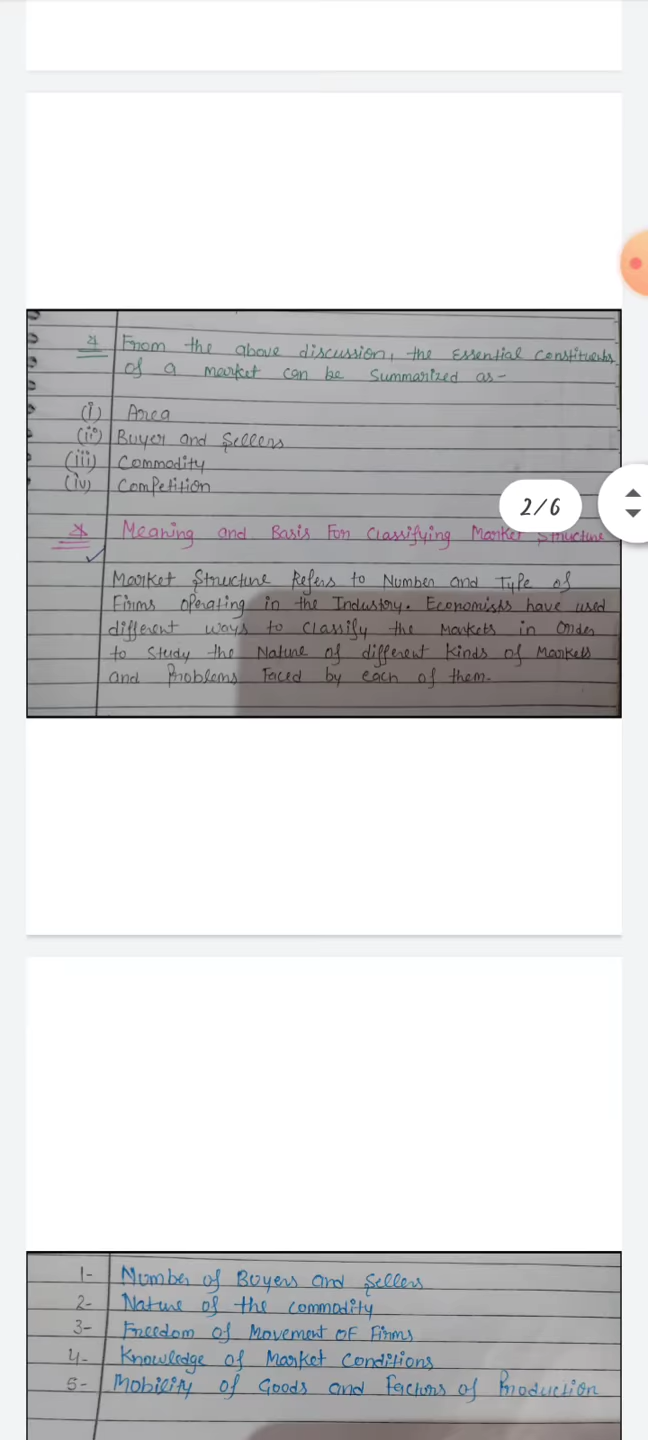 * From the above discussion, the Essential Constituents
of a market can be Summarized as-
(i) Area
(ii) Buyer and Sellers
(iii) Commodity
(iv) Competition
2/6
* Meaning and Basis For Classifying Market Structure
Market Structure Refers to Number and Type of
Firms operating in the Industry. Economists have used
different ways to classify the Markets in Order
to Study the Nature of different kinds of Markets
and Problems Faced by each of them.
1- Number of Buyers and Sellers
2- Nature of the commodity
3- Freedom of Movement OF Firms
4- Knowledge of Market Conditions
5- Mobility of Goods and Factors of Production